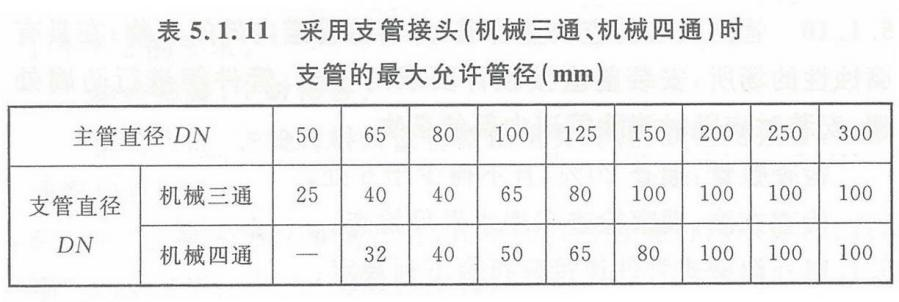 表 5.1.11 采用支管接头(机械三通、机械四通)时
支管的最大允许管径(mm)
主管直径 DN 50 65 80 100 125 150 200 250 300
支管直径 DN 机械三通 25 40 40 65 80 100 100 100 100
机械四通 — 32 40 50 65 80 100 100 100